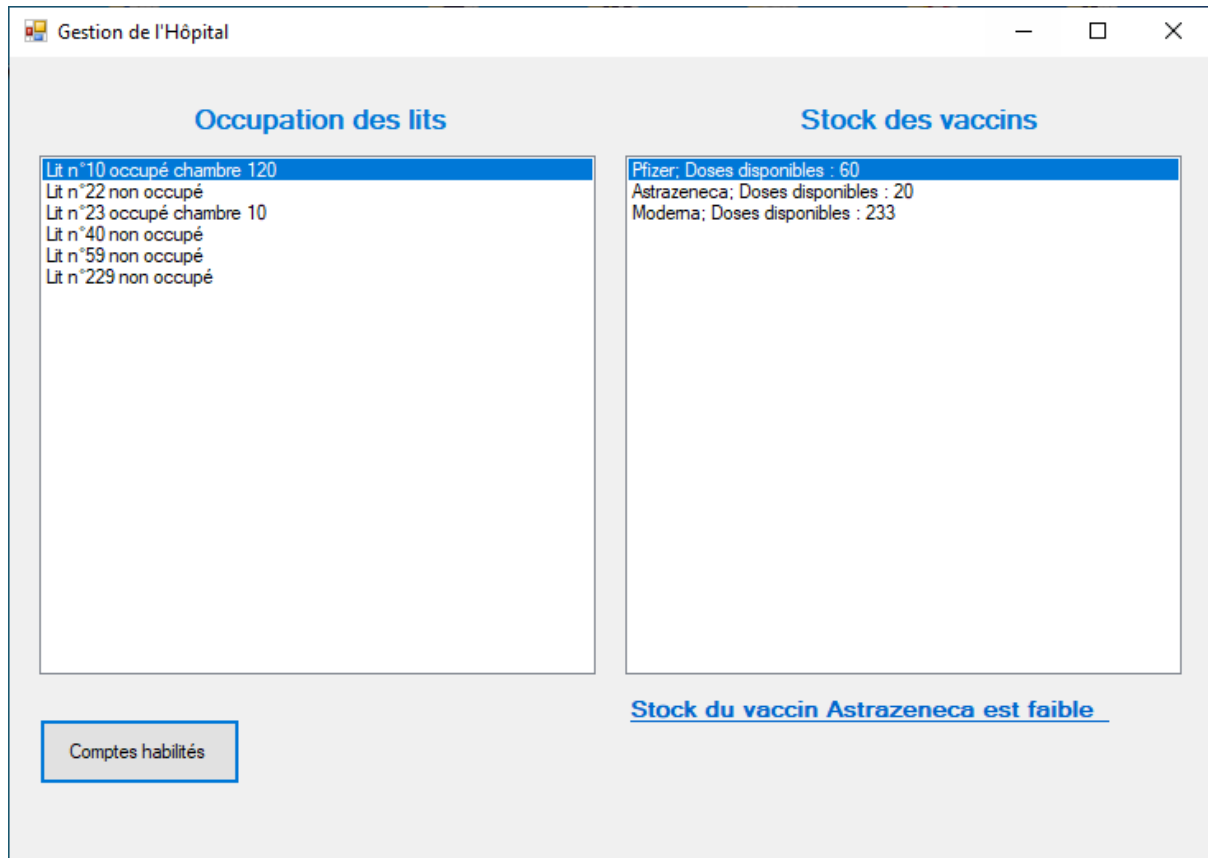 Gestion de l'Hôpital
Occupation des lits
Lit n°10 occupé chambre 120
Lit n°22 non occupé
Lit n°23 occupé chambre 10
Lit n°40 non occupé
Lit n°59 non occupé
Lit n°229 non occupé
Stock des vaccins
Pfizer; Doses disponibles : 60
Astrazeneca; Doses disponibles : 20
Moderna; Doses disponibles : 233
Stock du vaccin Astrazeneca est faible
Comptes habilités